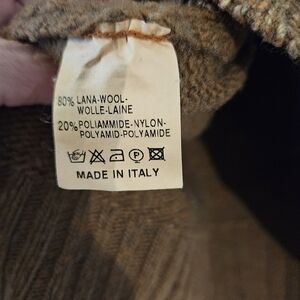 80% LANA-WOOL-
WOLLE-LAINE
20% POLIAMMIDE-NYLON-
POLYAMID-POLYAMIDE
P
MADE IN ITALY